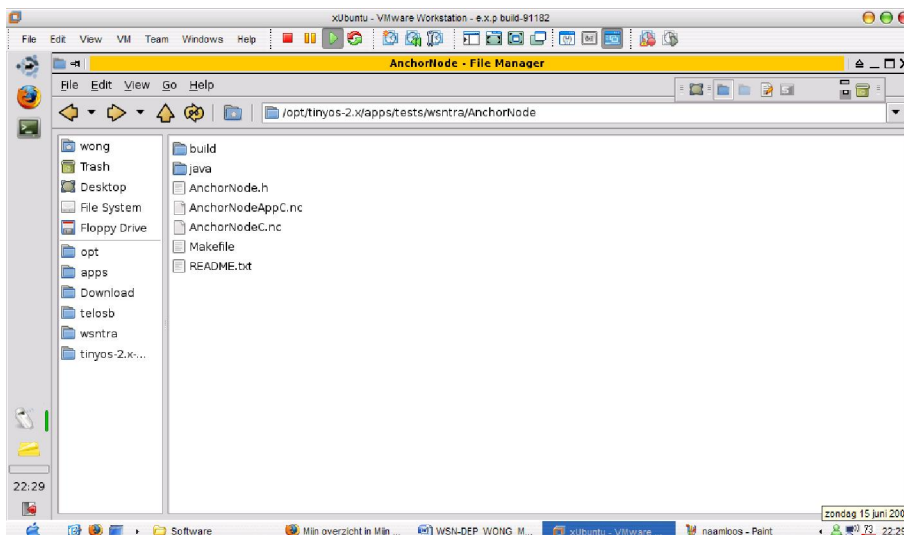 xUbuntu - VMware Workstation - e.x.p build-91182
File Edit View VM Team Windows Help
AnchorNode - File Manager
File Edit View Go Help
/opt/tinyos-2.x/apps/tests/wsntra/AnchorNode
wong
Trash
Desktop
File System
Floppy Drive
opt
apps
Download
telosb
wsntra
tinyos-2.x-...
build
java
AnchorNode.h
AnchorNodeAppC.nc
AnchorNodeC.nc
Makefile
README.txt
22:29
zondag 15 juni 200
Software
Mijn overzicht in Mijn ...
WSN-DEP_WONG_M...
xUbuntu - VMware ...
naamloos - Paint
73
22:29